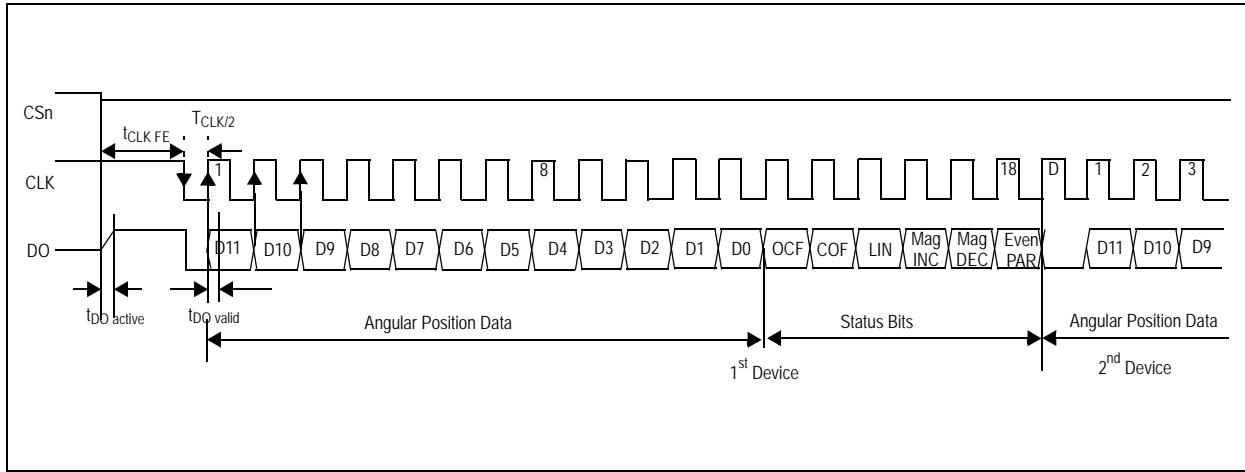 CSn
tCLK FE
TCLK/2
CLK
1
8
18
D
1
2
3
DO
D11
D10
D9
D8
D7
D6
D5
D4
D3
D2
D1
D0
OCF
COF
LIN
Mag INC
Mag DEC
Even PAR
D11
D10
D9
tDO active
tDO valid
Angular Position Data
Status Bits
Angular Position Data
1st Device
2nd Device